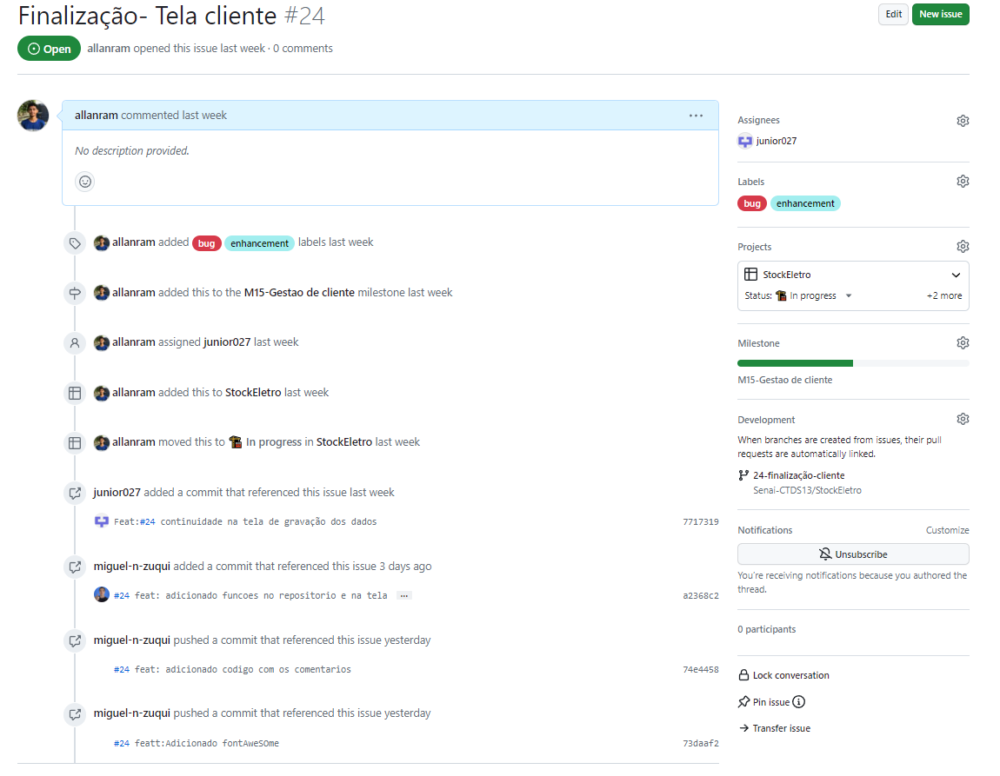 Finalização- Tela cliente #24
Edit
New issue
Open
allanram opened this issue last week · 0 comments
allanram commented last week
No description provided.
allanram added bug enhancement labels last week
allanram added this to the M15-Gestao de cliente milestone last week
allanram assigned junior027 last week
allanram added this to StockEletro last week
allanram moved this to In progress in StockEletro last week
junior027 added a commit that referenced this issue last week
Feat:#24 continuidade na tela de gravação dos dados
7717319
miguel-n-zuqui added a commit that referenced this issue 3 days ago
#24 feat: adicionado funcoes no repositorio e na tela …
a2368c2
miguel-n-zuqui pushed a commit that referenced this issue yesterday
#24 feat: adicionado codigo com os comentarios
74e4458
miguel-n-zuqui pushed a commit that referenced this issue yesterday
#24 featt:Adicionado fontAweSOme
73daaf2
Assignees
junior027
Labels
bug enhancement
Projects
StockEletro
Status: In progress
+2 more
Milestone
M15-Gestao de cliente
Development
When branches are created from issues, their pull
requests are automatically linked.
24-finalização-cliente
Senai-CTDS13/StockEletro
Notifications
Customize
Unsubscribe
You're receiving notifications because you authored the
thread.
0 participants
Lock conversation
Pin issue
Transfer issue